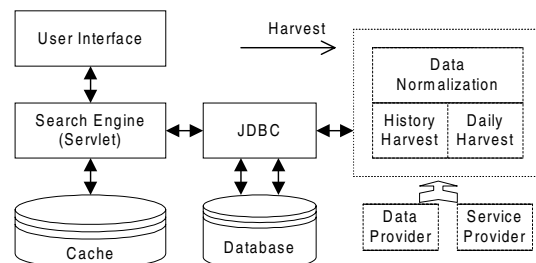 User Interface
Harvest
Data
Normalization
Search Engine
(Servlet)
JDBC
History
Harvest
Daily
Harvest
Cache
Database
Data
Provider
Service
Provider